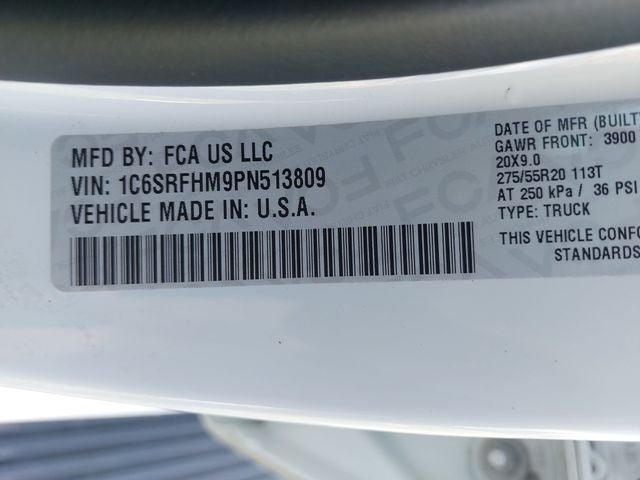 MFD BY: FCA US LLC
VIN: 1C6SRFHM9PN513809
VEHICLE MADE IN: U.S.A.
DATE OF MFR (BUILT
GAWR FRONT: 3900
20X9.0
275/55R20 113T
AT 250 kPa / 36 PSI
TYPE: TRUCK
THIS VEHICLE CONFO
STANDARDS